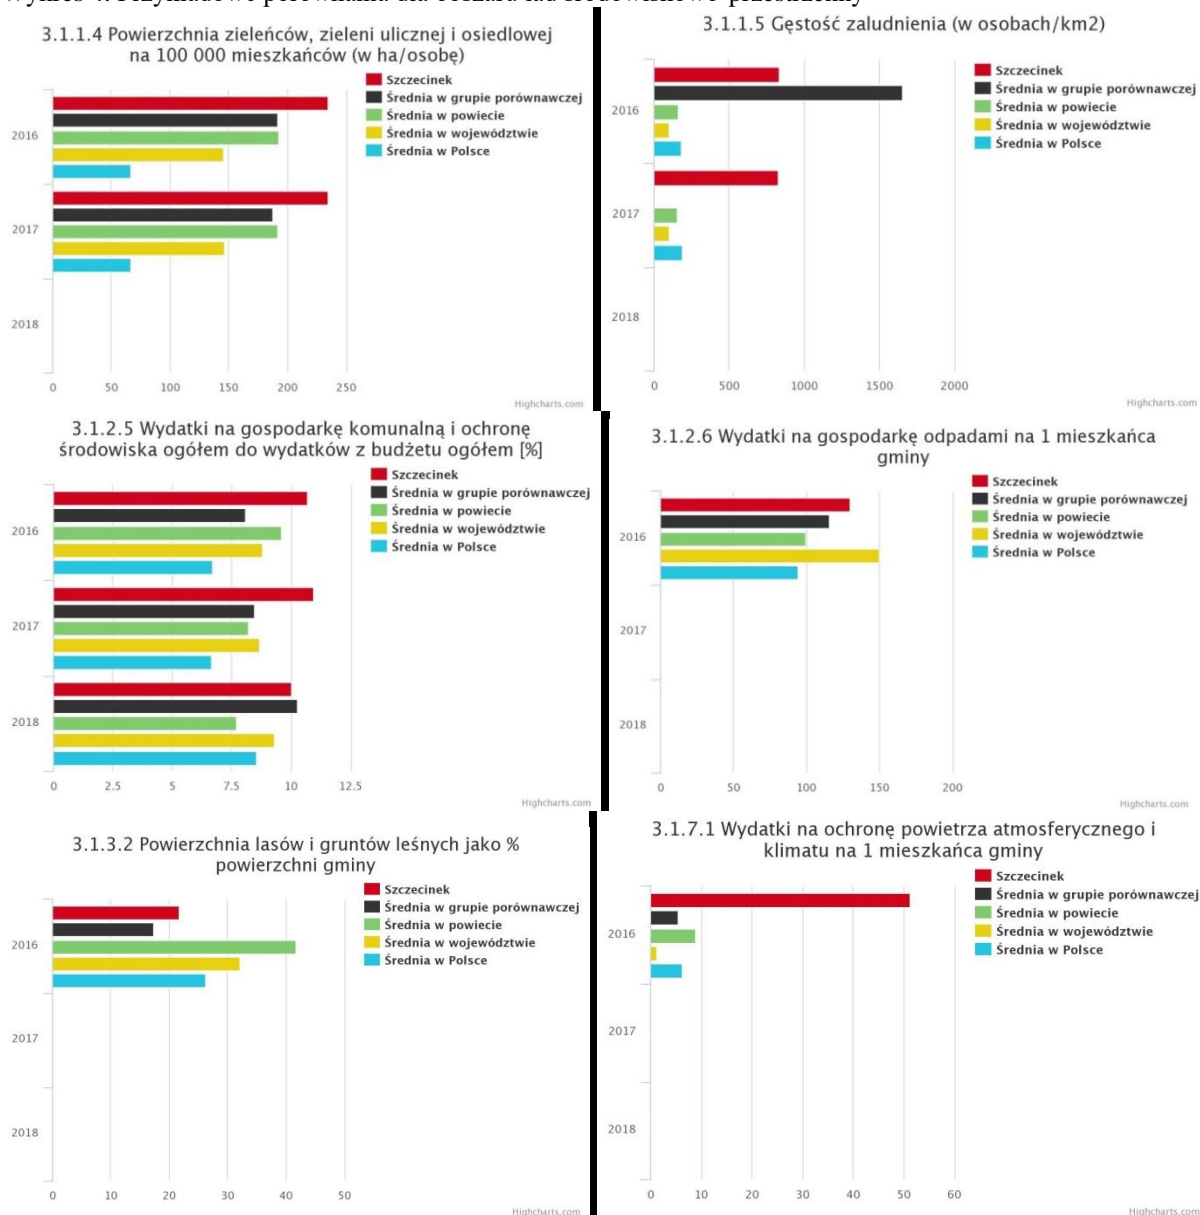 Wykres 4. Przykładowe porównania dla obszaru ład środowiskowo-przestrzenny
3.1.1.4 Powierzchnia zieleńców, zieleni ulicznej i osiedlowej
na 100 000 mieszkańców (w ha/osobę)
Szczecinek
Średnia w grupie porównawczej
Średnia w powiecie
Średnia w województwie
Średnia w Polsce
2016
2017
2018
0 50 100 150 200 250
Highcharts.com
3.1.1.5 Gęstość zaludnienia (w osobach/km2)
Szczecinek
Średnia w grupie porównawczej
Średnia w powiecie
Średnia w województwie
Średnia w Polsce
2016
2017
2018
0 500 1000 1500 2000
Highcharts.com
3.1.2.5 Wydatki na gospodarkę komunalną i ochronę
środowiska ogółem do wydatków z budżetu ogółem [%]
Szczecinek
Średnia w grupie porównawczej
Średnia w powiecie
Średnia w województwie
Średnia w Polsce
2016
2017
2018
0 2.5 5 7.5 10 12.5
Highcharts.com
3.1.2.6 Wydatki na gospodarkę odpadami na 1 mieszkańca
gminy
Szczecinek
Średnia w grupie porównawczej
Średnia w powiecie
Średnia w województwie
Średnia w Polsce
2016
2017
2018
0 50 100 150 200
Highcharts.com
3.1.3.2 Powierzchnia lasów i gruntów leśnych jako %
powierzchni gminy
Szczecinek
Średnia w grupie porównawczej
Średnia w powiecie
Średnia w województwie
Średnia w Polsce
2016
2017
2018
0 10 20 30 40 50
Highcharts.com
3.1.7.1 Wydatki na ochronę powietrza atmosferycznego i
klimatu na 1 mieszkańca gminy
Szczecinek
Średnia w grupie porównawczej
Średnia w powiecie
Średnia w województwie
Średnia w Polsce
2016
2017
2018
0 10 20 30 40 50 60
Highcharts.com